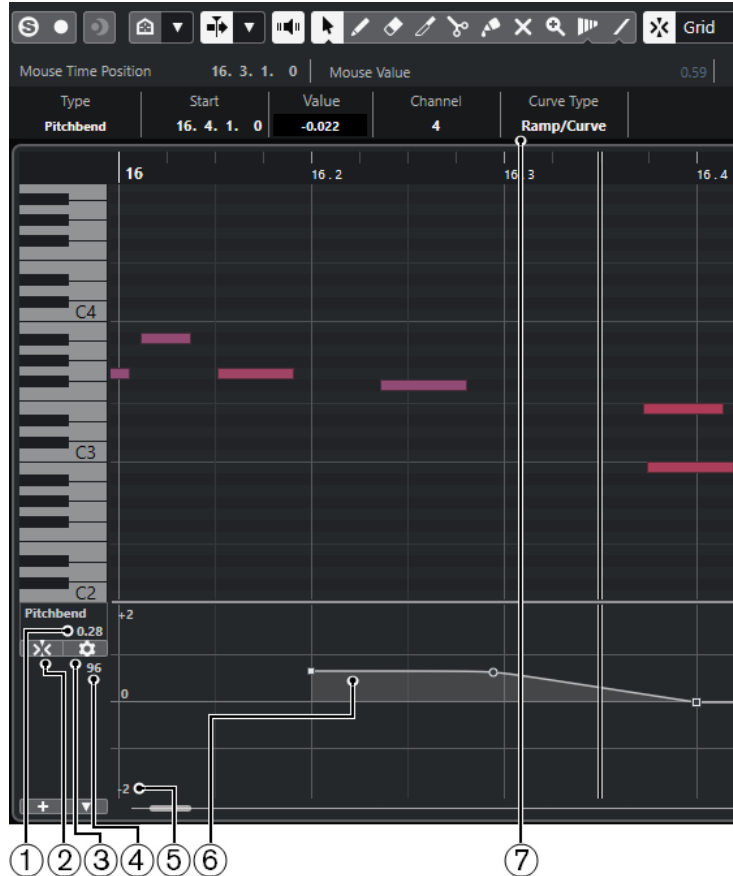 Grid
Mouse Time Position 16. 3. 1. 0 Mouse Value 0.59
Type Start Value Channel Curve Type
Pitchbend 16. 4. 1. 0 -0.022 4 Ramp/Curve
16 16.2 16.3 16.4
C4
C3
C2
Pitchbend +2
0.28
96
0
-2
1 2 3 4 5 6 7